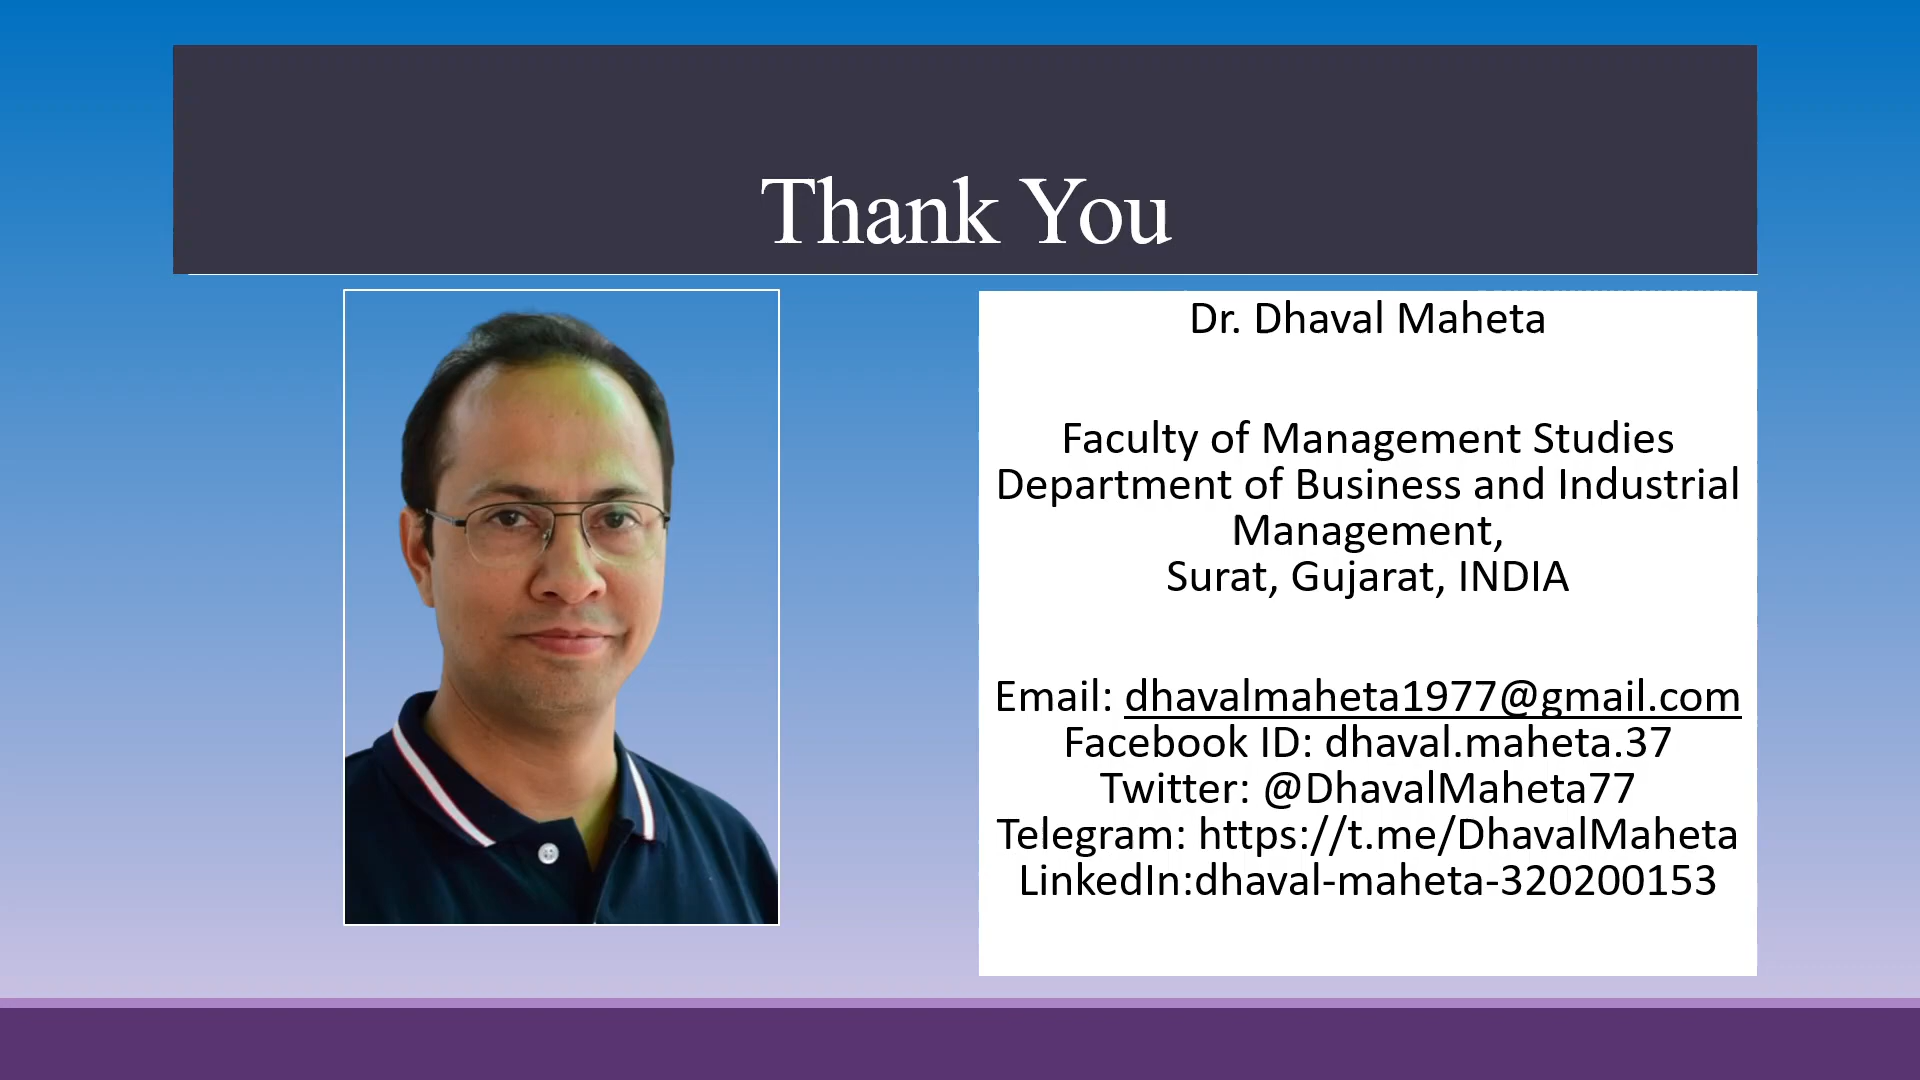 Thank You
Dr. Dhaval Maheta
Faculty of Management Studies
Department of Business and Industrial
Management,
Surat, Gujarat, INDIA
Email: dhavalmaheta1977@gmail.com
Facebook ID: dhaval.maheta.37
Twitter: @DhavalMaheta77
Telegram: https://t.me/DhavalMaheta
LinkedIn:dhaval-maheta-320200153